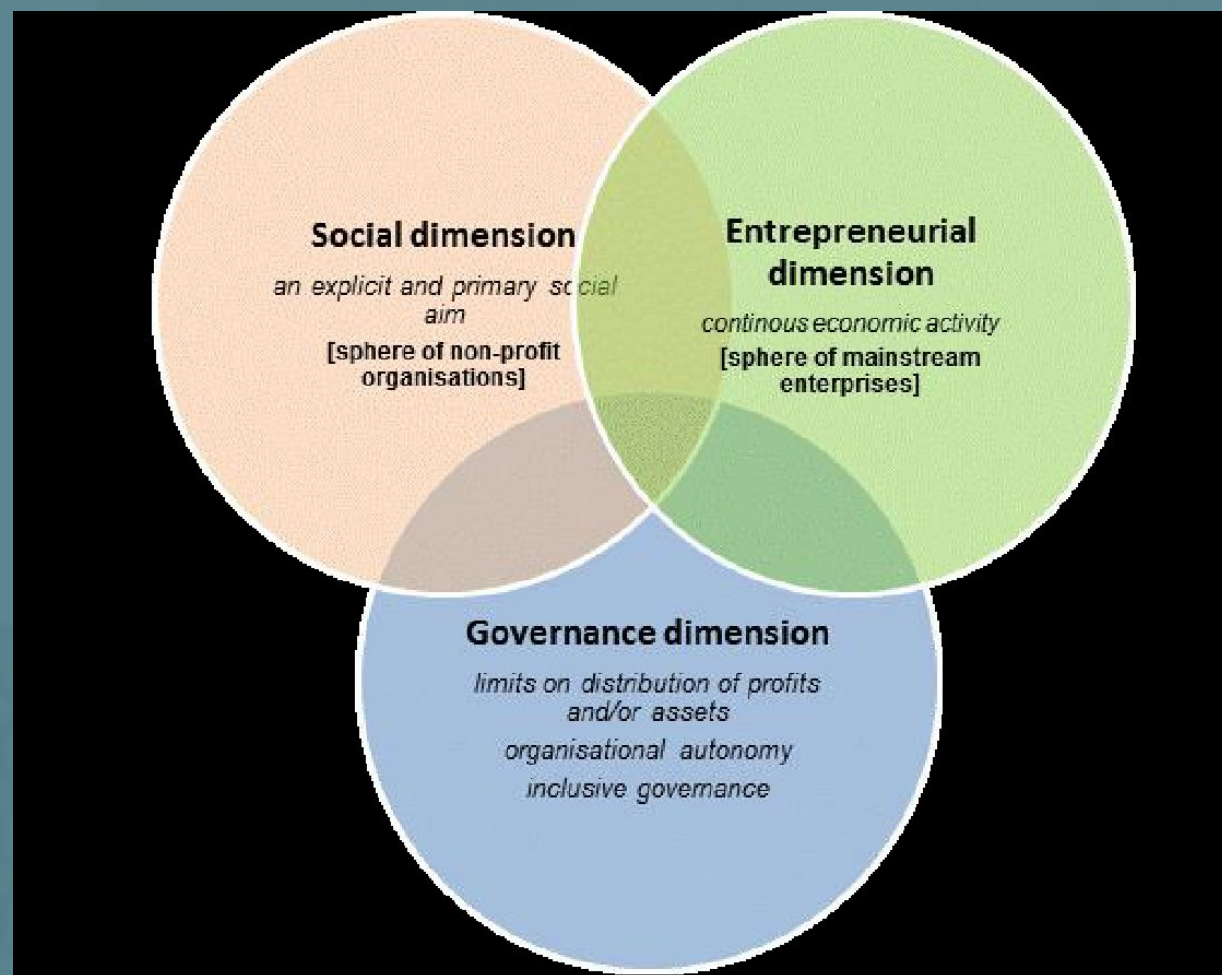 Social dimension
an explicit and primary social
aim
[sphere of non-profit
organisations]
Entrepreneurial
dimension
continous economic activity
[sphere of mainstream
enterprises]
Governance dimension
limits on distribution of profits
and/or assets
organisational autonomy
inclusive governance